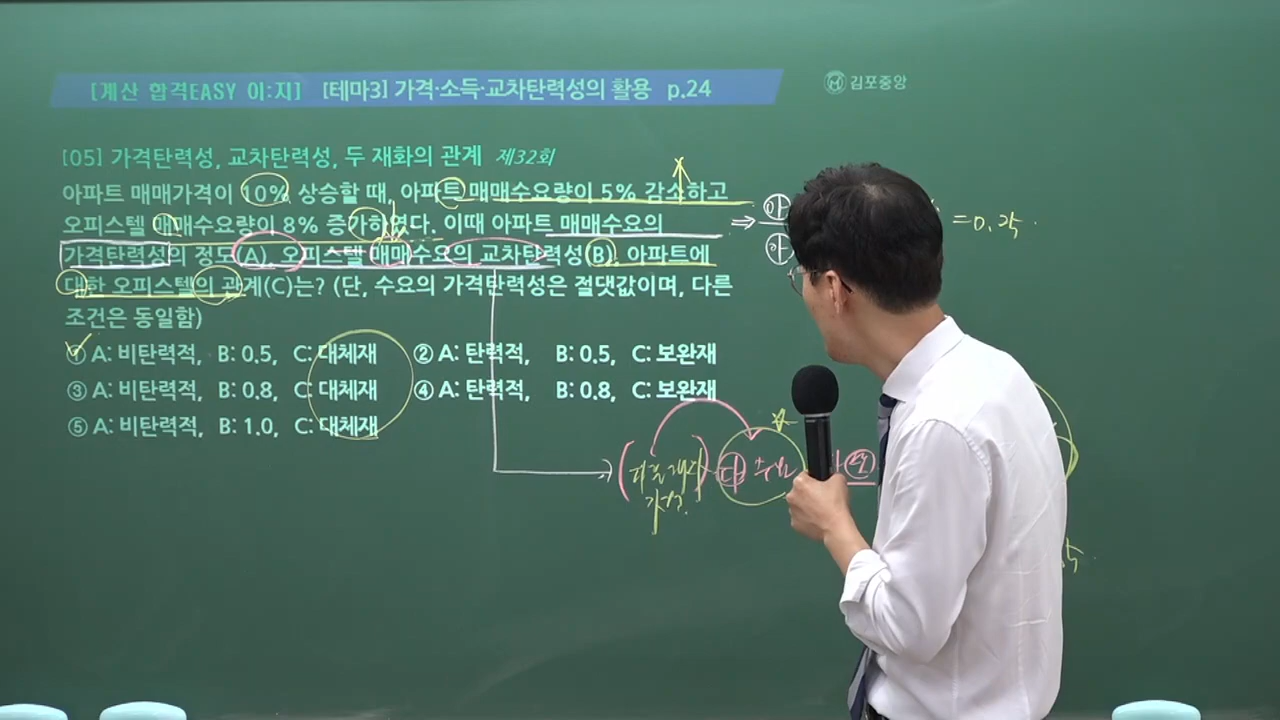 [계산 합격EASY 이:지] [테마3] 가격·소득·교차탄력성의 활용 p.24
김포중앙
[05] 가격탄력성, 교차탄력성, 두 재화의 관계 제32회
아파트 매매가격이 10% 상승할 때, 아파트 매매수요량이 5% 감소하고
오피스텔 매매수요량이 8% 증가하였다. 이때 아파트 매매수요의
가격탄력성의 정도(A), 오피스텔 매매수요의 교차탄력성(B), 아파트에
대한 오피스텔의 관계(C)는? (단, 수요의 가격탄력성은 절댓값이며, 다른
조건은 동일함)
① A: 비탄력적, B: 0.5, C: 대체재 ② A: 탄력적, B: 0.5, C: 보완재
③ A: 비탄력적, B: 0.8, C: 대체재 ④ A: 탄력적, B: 0.8, C: 보완재
⑤ A: 비탄력적, B: 1.0, C: 대체재
⇒ 아
아
수요
가격